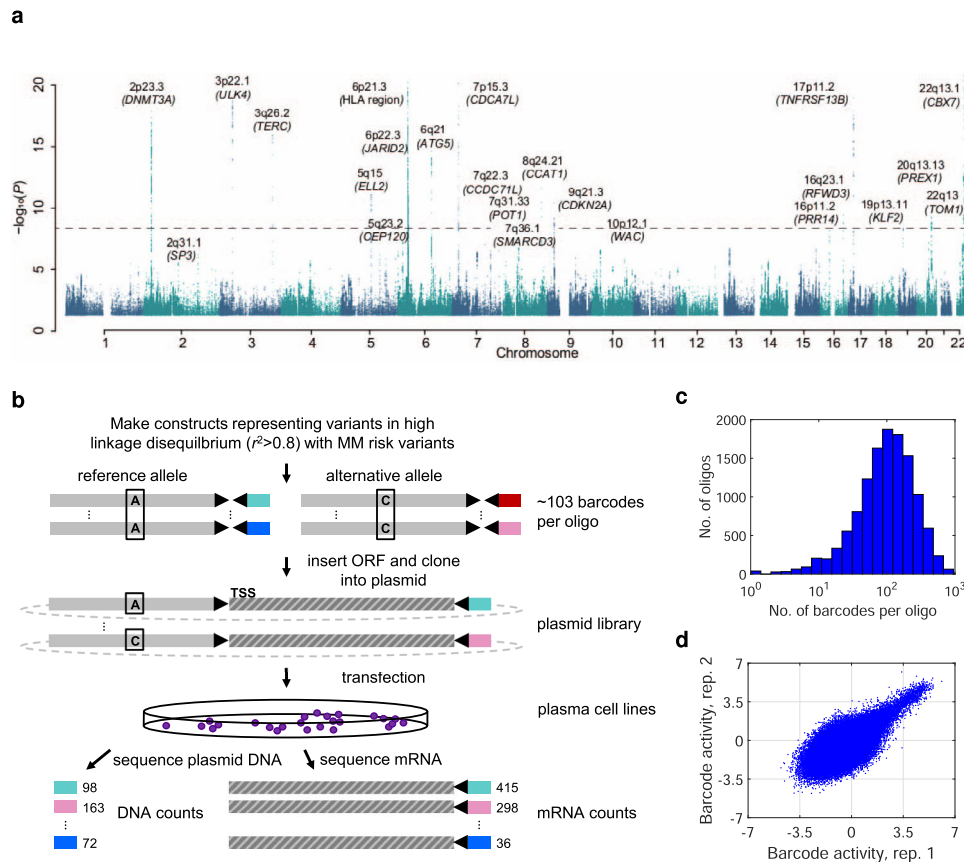 a
2p23.3
(DNMT3A)
3p22.1
(ULK4)
3q26.2
(TERC)
6p21.3
(HLA region)
7p15.3
(CDCA7L)
17p11.2
(TNFRSF13B)
22q13.1
(CBX7)
6p22.3
(JARID2)
6q21
(ATG5)
5q15
(ELL2)
8q24.21
(CCAT1)
7q22.3
(CCDC71L)
9q21.3
(CDKN2A)
7q31.33
(POT1)
16q23.1
(RFWD3)
20q13.13
(PREX1)
16p11.2
(PRR14)
19p13.11
(KLF2)
22q13
(TOM1)
5q23.2
(CEP120)
7q36.1
(SMARCD3)
10p12.1
(WAC)
2q31.1
(SP3)
−log₁₀(P)
20
15
10
5
0
1 2 3 4 5 6 7 8 9 10 11 12 13 14 15 16 17 18 19 20 22
Chromosome
b
Make constructs representing variants in high
linkage disequilbrium (r²>0.8) with MM risk variants
reference allele
alternative allele
A
C
A
C
~103 barcodes
per oligo
insert ORF and clone
into plasmid
TSS
A
C
plasmid library
transfection
plasma cell lines
sequence plasmid DNA
sequence mRNA
98
163
72
DNA counts
415
298
36
mRNA counts
c
No. of oligos
2000
1500
1000
500
0
10⁰ 10¹ 10² 10³
No. of barcodes per oligo
d
Barcode activity, rep. 2
7
3.5
0
-3.5
-7
-7 -3.5 0 3.5 7
Barcode activity, rep. 1